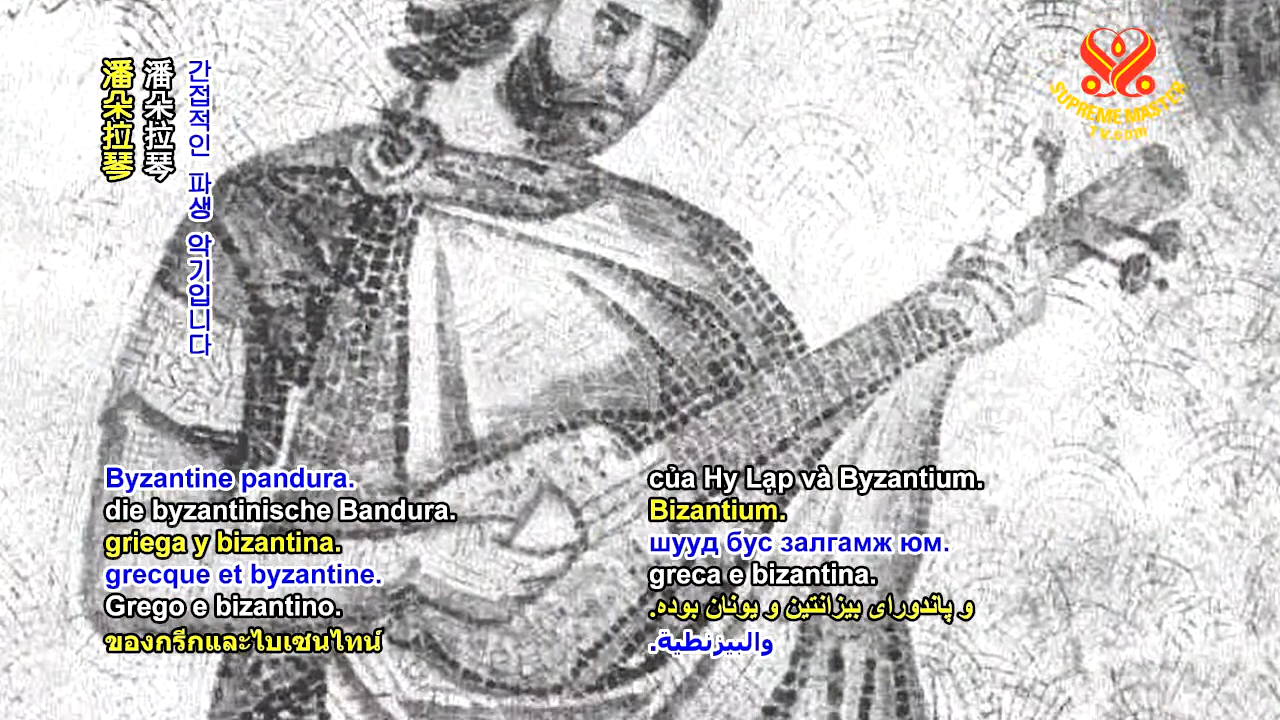 潘朵拉琴
潘朵拉琴
간접적인 파생 악기입니다
SUPREME MASTER
TV.com
Byzantine pandura.
die byzantinische Bandura.
griega y bizantina.
grecque et byzantine.
Grego e bizantino.
ของกรีกและไบเซนไทน์
của Hy Lạp và Byzantium.
Bizantium.
шууд бус залгамж юм.
greca e bizantina.
و پاندورای بیزانتین و یونان بوده.
والبيزنطية.